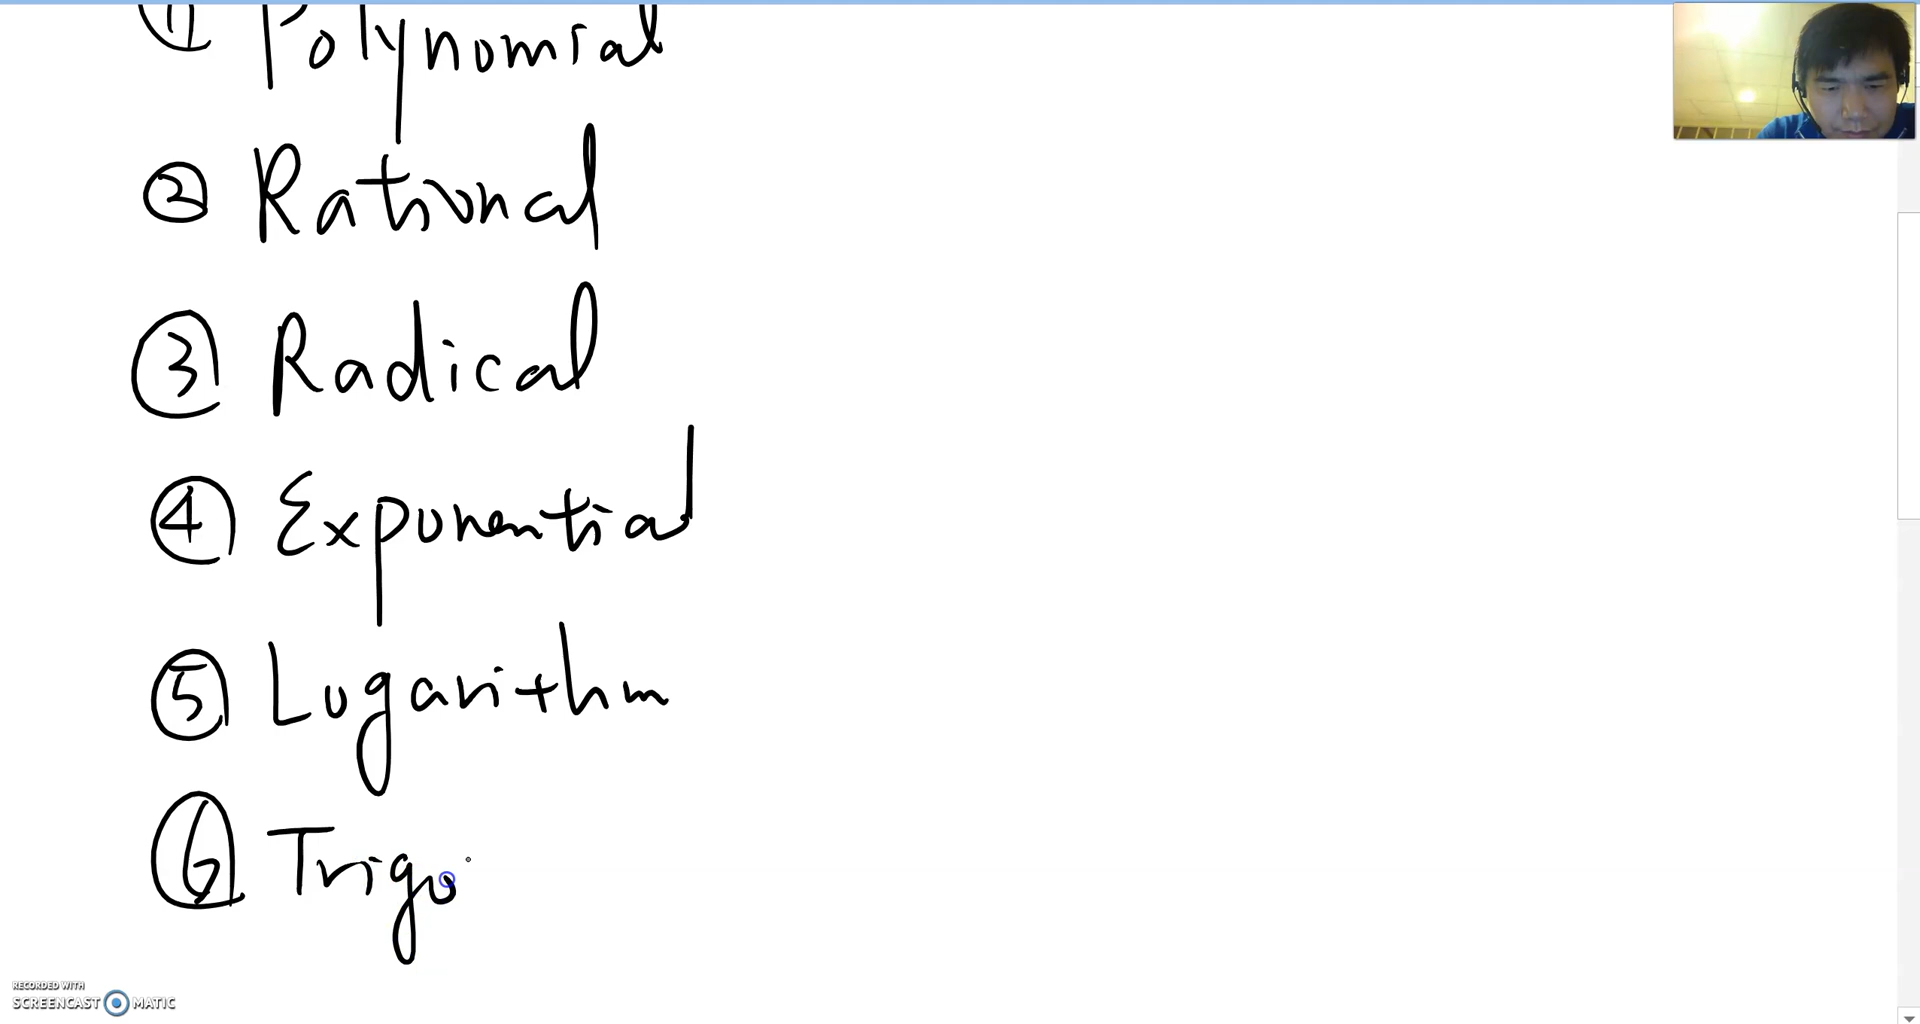 ① Polynomial
② Rational
③ Radical
④ Exponential
⑤ Logarithm
⑥ Trigo
RECORDED WITH
SCREENCAST MATIC